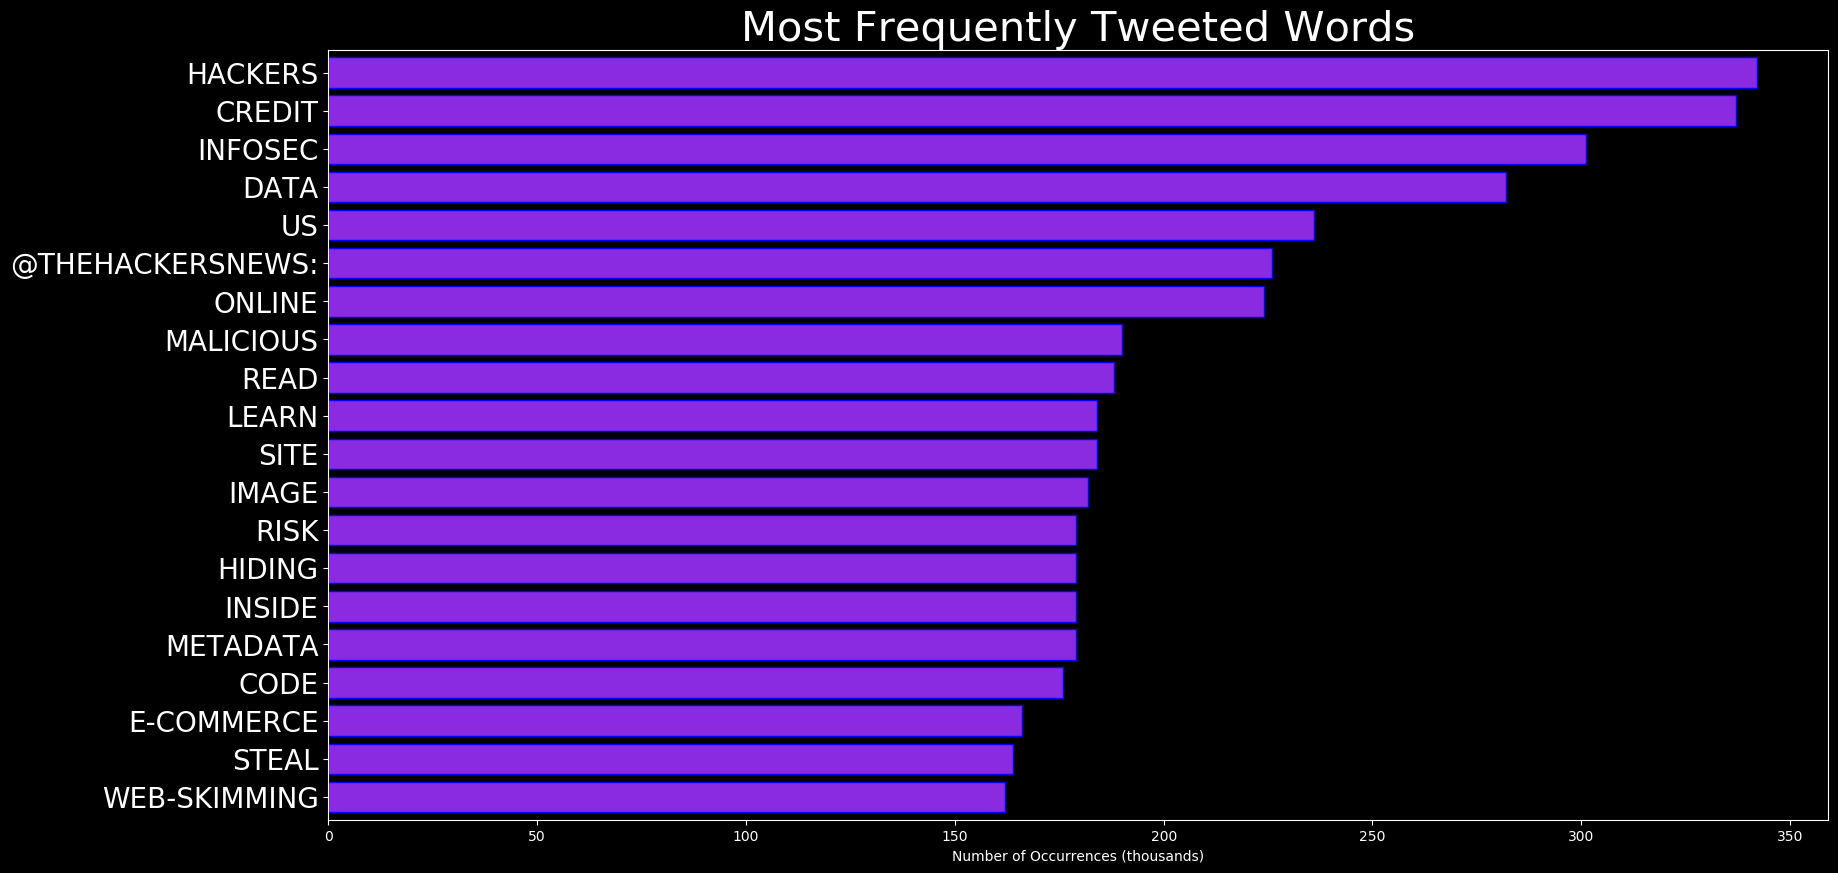 Most Frequently Tweeted Words
HACKERS
CREDIT
INFOSEC
DATA
US
@THEHACKERSNEWS:
ONLINE
MALICIOUS
READ
LEARN
SITE
IMAGE
RISK
HIDING
INSIDE
METADATA
CODE
E-COMMERCE
STEAL
WEB-SKIMMING
0 50 100 150 200 250 300 350
Number of Occurrences (thousands)